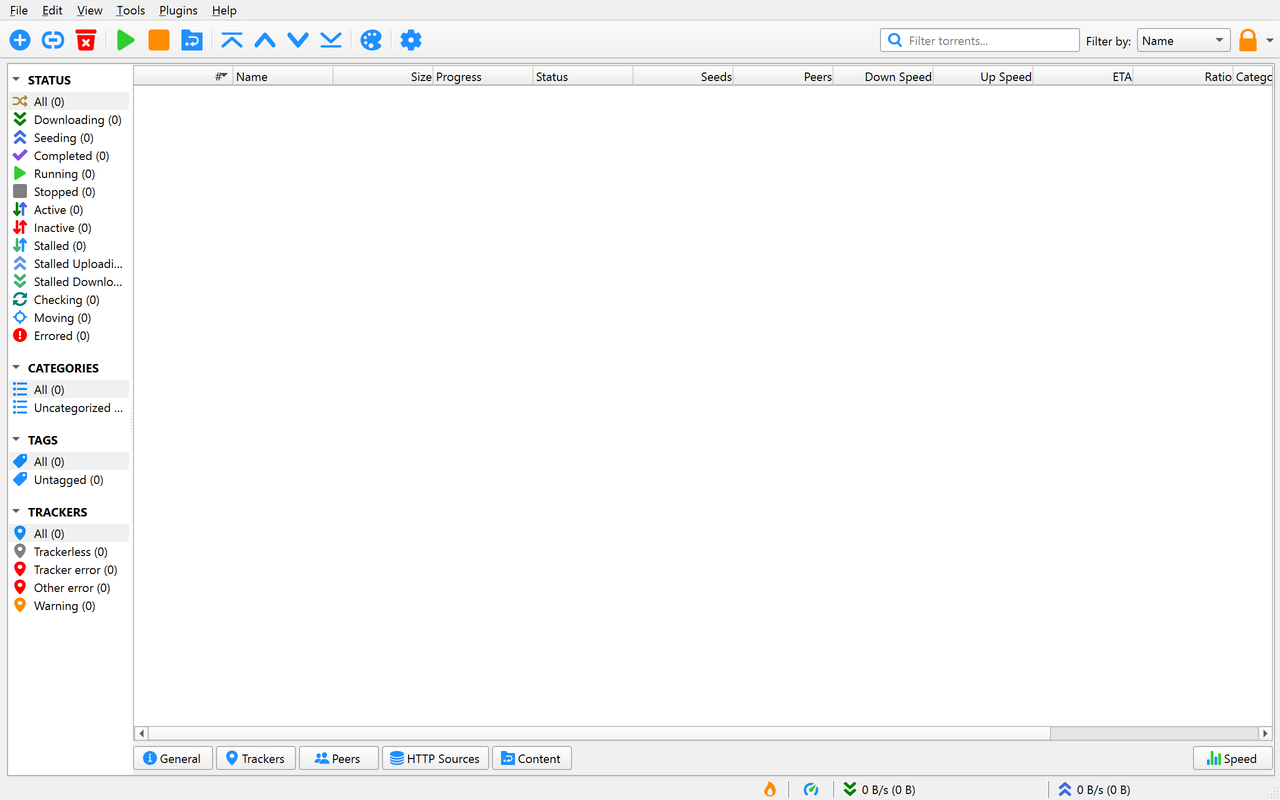 File Edit View Tools Plugins Help
Filter torrents... Filter by: Name
STATUS
All (0)
Downloading (0)
Seeding (0)
Completed (0)
Running (0)
Stopped (0)
Active (0)
Inactive (0)
Stalled (0)
Stalled Uploadi...
Stalled Downlo...
Checking (0)
Moving (0)
Errored (0)
CATEGORIES
All (0)
Uncategorized ...
TAGS
All (0)
Untagged (0)
TRACKERS
All (0)
Trackerless (0)
Tracker error (0)
Other error (0)
Warning (0)
# Name Size Progress Status Seeds Peers Down Speed Up Speed ETA Ratio Catego
General Trackers Peers HTTP Sources Content Speed
0 B/s (0 B) 0 B/s (0 B)